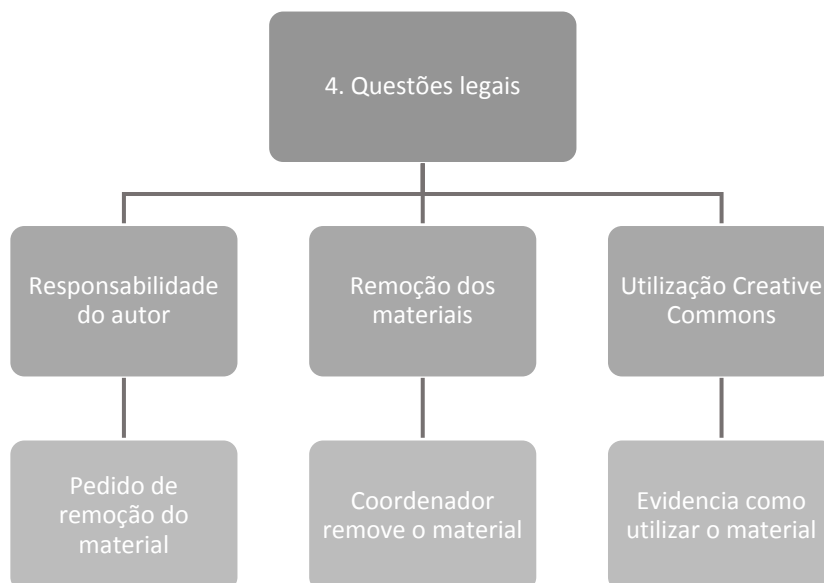 4. Questões legais
Responsabilidade
do autor
Remoção dos
materiais
Utilização Creative
Commons
Pedido de
remoção do
material
Coordenador
remove o material
Evidencia como
utilizar o material